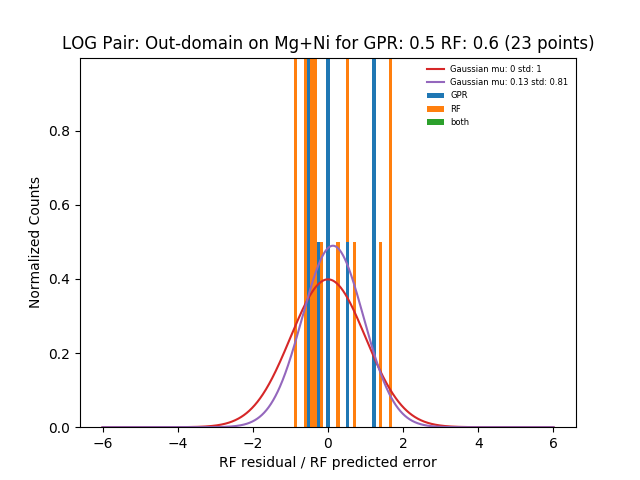 LOG Pair: Out-domain on Mg+Ni for GPR: 0.5 RF: 0.6 (23 points)
Gaussian mu: 0 std: 1
Gaussian mu: 0.13 std: 0.81
GPR
RF
both
Normalized Counts
0.8
0.6
0.4
0.2
0.0
−6 −4 −2 0 2 4 6
RF residual / RF predicted error